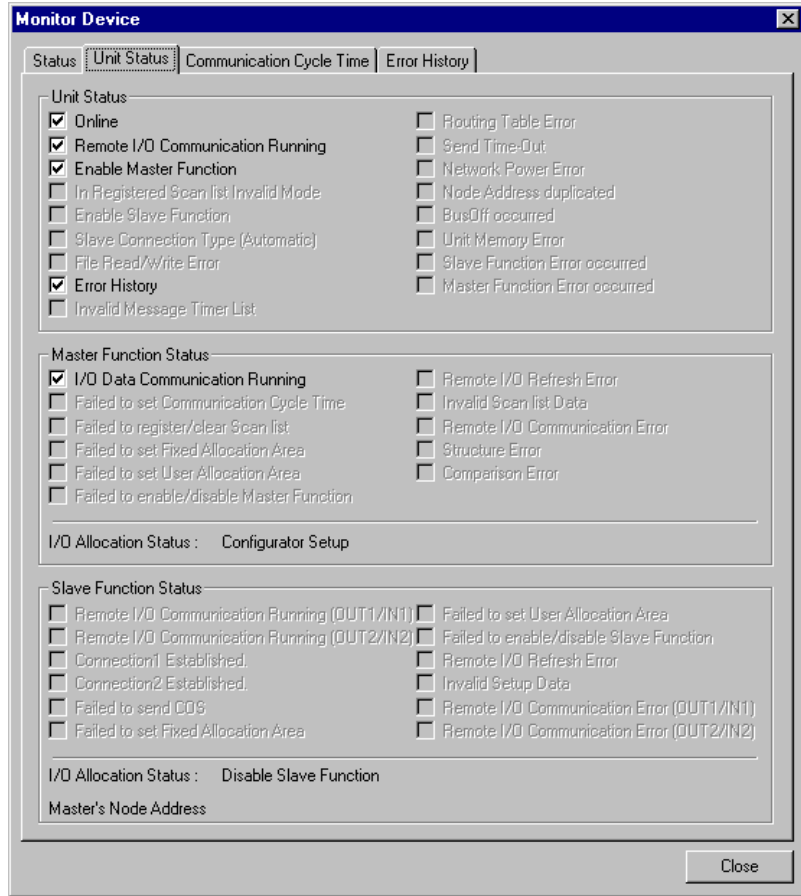 Monitor Device
Status
Unit Status
Communication Cycle Time
Error History
Unit Status
Online
Remote I/O Communication Running
Enable Master Function
In Registered Scan list Invalid Mode
Enable Slave Function
Slave Connection Type (Automatic)
File Read/Write Error
Error History
Invalid Message Timer List
Routing Table Error
Send Time-Out
Network Power Error
Node Address duplicated
BusOff occurred
Unit Memory Error
Slave Function Error occurred
Master Function Error occurred
Master Function Status
I/O Data Communication Running
Failed to set Communication Cycle Time
Failed to register/clear Scan list
Failed to set Fixed Allocation Area
Failed to set User Allocation Area
Failed to enable/disable Master Function
Remote I/O Refresh Error
Invalid Scan list Data
Remote I/O Communication Error
Structure Error
Comparison Error
I/O Allocation Status : Configurator Setup
Slave Function Status
Remote I/O Communication Running (OUT1/IN1)
Remote I/O Communication Running (OUT2/IN2)
Connection1 Established.
Connection2 Established.
Failed to send COS
Failed to set Fixed Allocation Area
Failed to set User Allocation Area
Failed to enable/disable Slave Function
Remote I/O Refresh Error
Invalid Setup Data
Remote I/O Communication Error (OUT1/IN1)
Remote I/O Communication Error (OUT2/IN2)
I/O Allocation Status : Disable Slave Function
Master's Node Address
Close